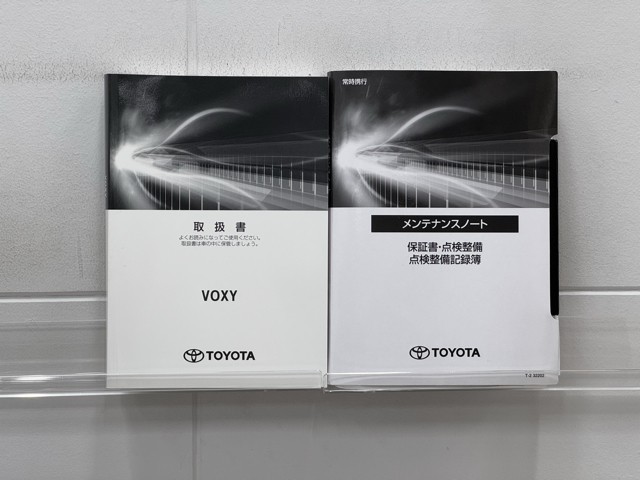 取扱書
よくお読みになってご使用ください。
取扱書は車の中に保管しましょう。
VOXY
TOYOTA
常時携行
メンテナンスノート
保証書・点検整備
点検整備記録簿
TOYOTA